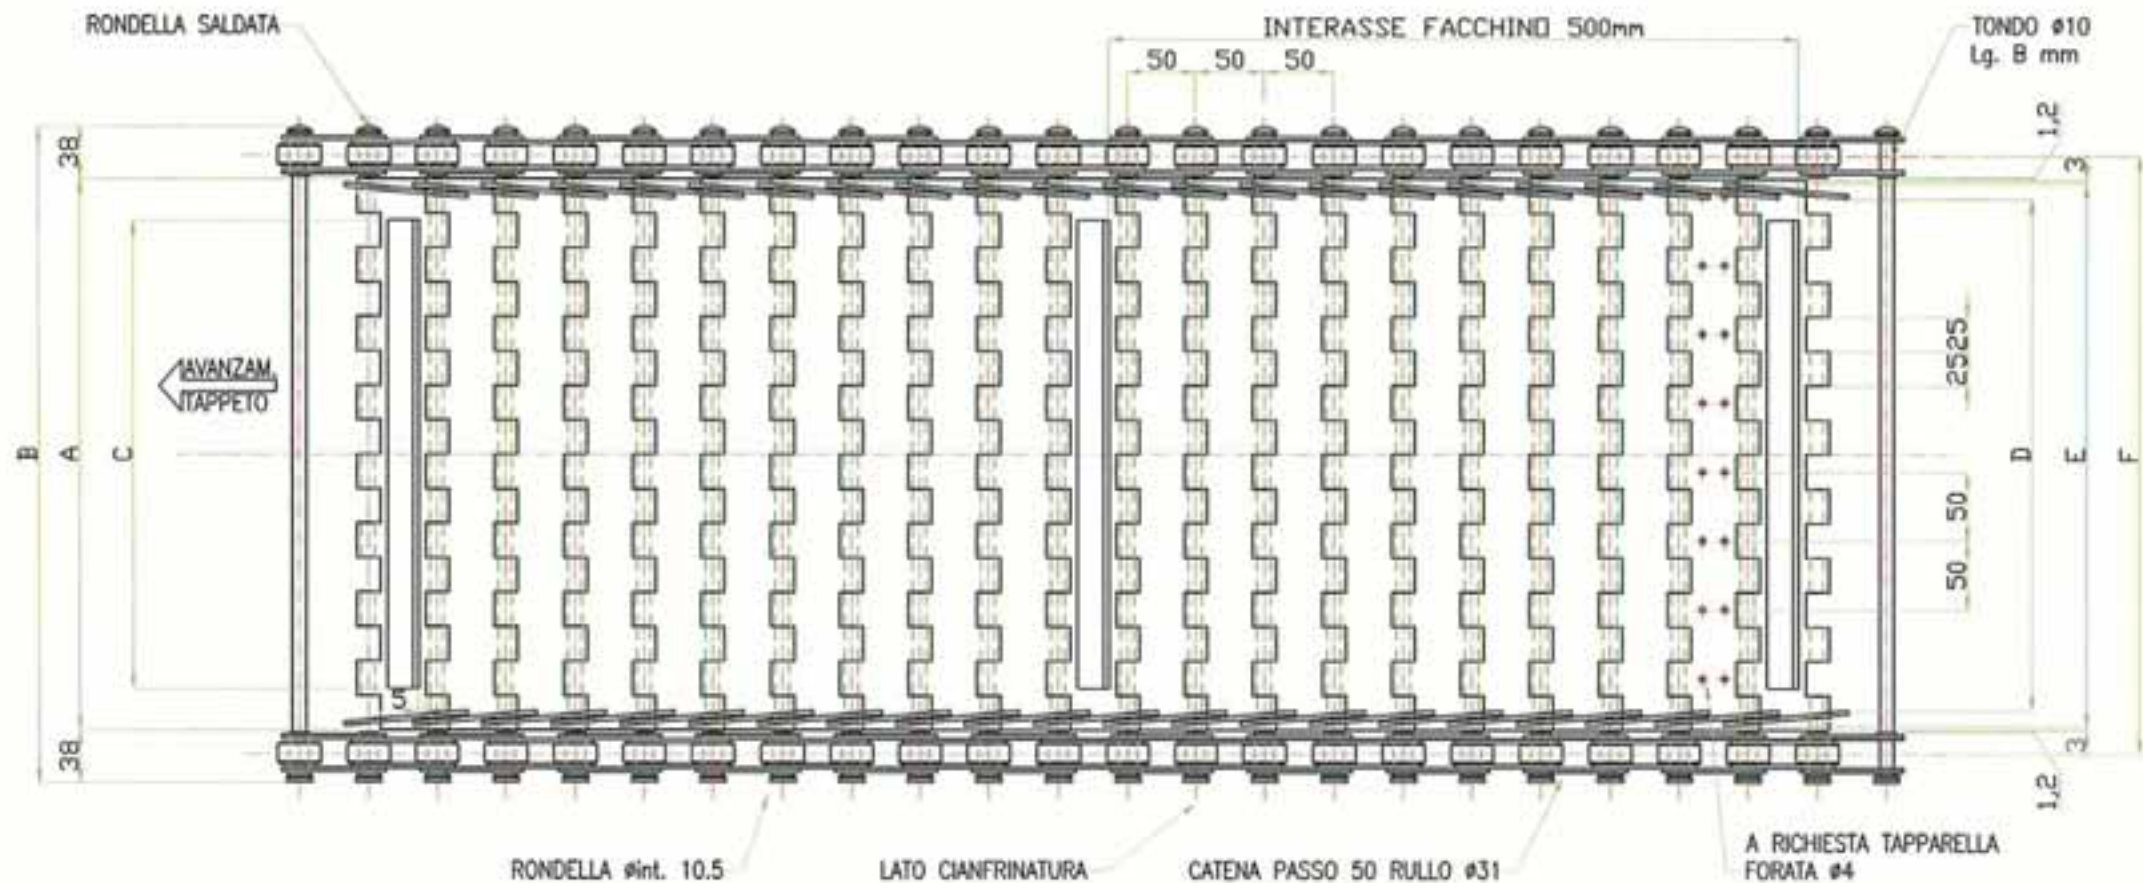 RONDELLA SALDATA
INTERASSE FACCHINO 500mm
TONDO ø10
Lg. B mm
50
50
50
38
1,2
3
AVANZAM.
TAPPETO
B
A
C
2525
D
E
F
50
50
5
38
3
1,2
RONDELLA øint. 10.5
LATO CIANFRINATURA
CATENA PASSO 50 RULLO ø31
A RICHIESTA TAPPARELLA
FORATA ø4